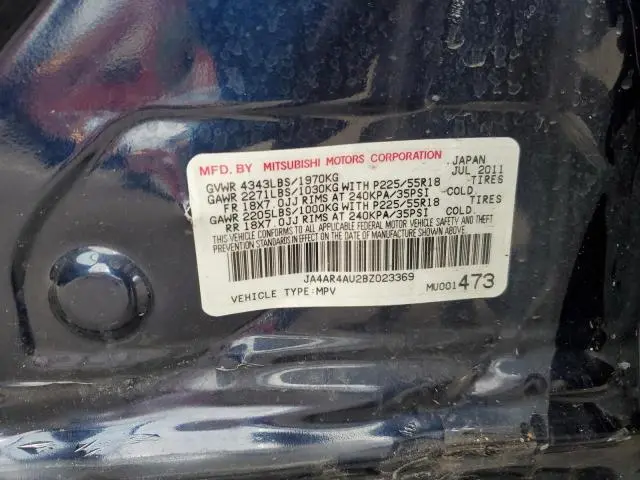 MFD. BY MITSUBISHI MOTORS CORPORATION JAPAN
GVWR 4343LBS/1970KG JUL 2011
GAWR 2271LBS/1030KG WITH P225/55R18 TIRES
FR 18X7.0JJ RIMS AT 240KPA/35PSI COLD
GAWR 2205LBS/1000KG WITH P225/55R18 TIRES
RR 18X7.0JJ RIMS AT 240KPA/35PSI COLD.
THIS VEHICLE CONFORMS TO ALL APPLICABLE FEDERAL MOTOR VEHICLE SAFETY AND THEFT
PREVENTION STANDARDS IN EFFECT ON THE DATE OF MANUFACTURE SHOWN ABOVE.
JA4AR4AU2BZ023369
VEHICLE TYPE:MPV MU001473